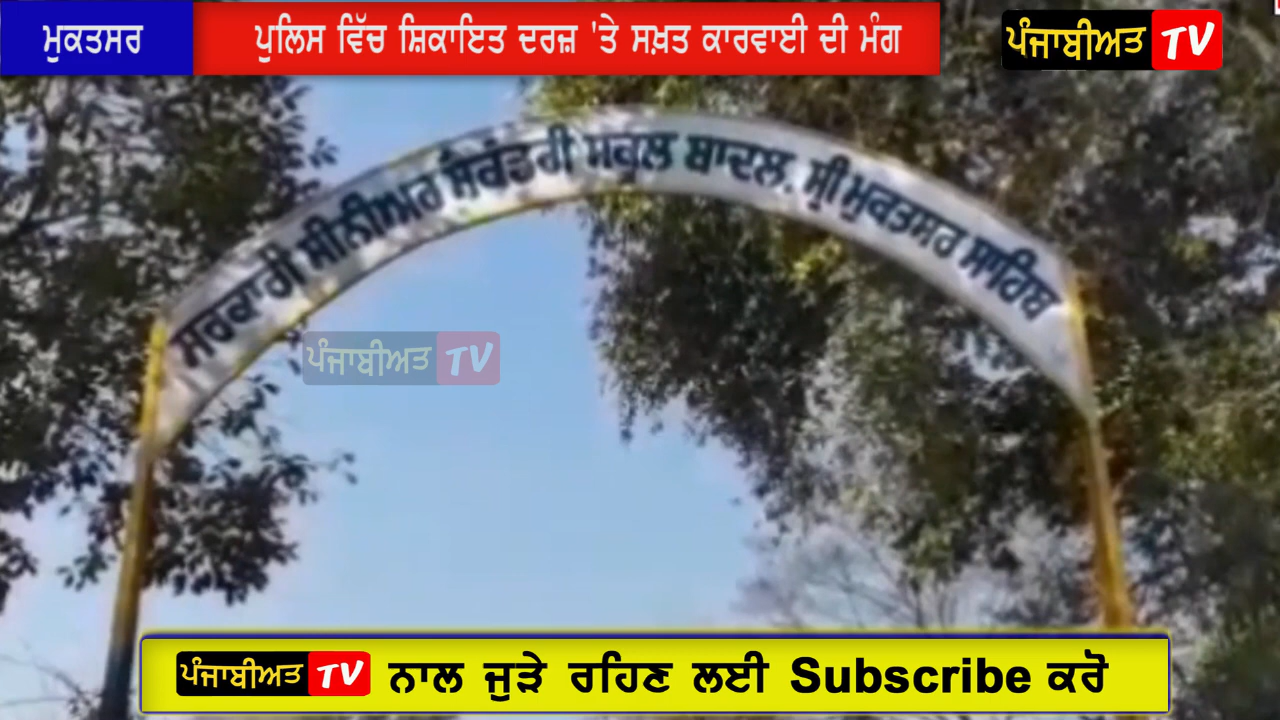 ਮੁਕਤਸਰ
ਪੁਲਿਸ ਵਿੱਚ ਸ਼ਿਕਾਇਤ ਦਰਜ਼ 'ਤੇ ਸਖ਼ਤ ਕਾਰਵਾਈ ਦੀ ਮੰਗ
ਪੰਜਾਬੀਅਤ TV
ਸਰਕਾਰੀ ਸੀਨੀਅਰ ਸੈਕੰਡਰੀ ਸਕੂਲ ਬਾਦਲ, ਸ੍ਰੀ ਮੁਕਤਸਰ ਸਾਹਿਬ
ਪੰਜਾਬੀਅਤ TV
ਪੰਜਾਬੀਅਤ TV ਨਾਲ ਜੁੜੇ ਰਹਿਣ ਲਈ Subscribe ਕਰੋ